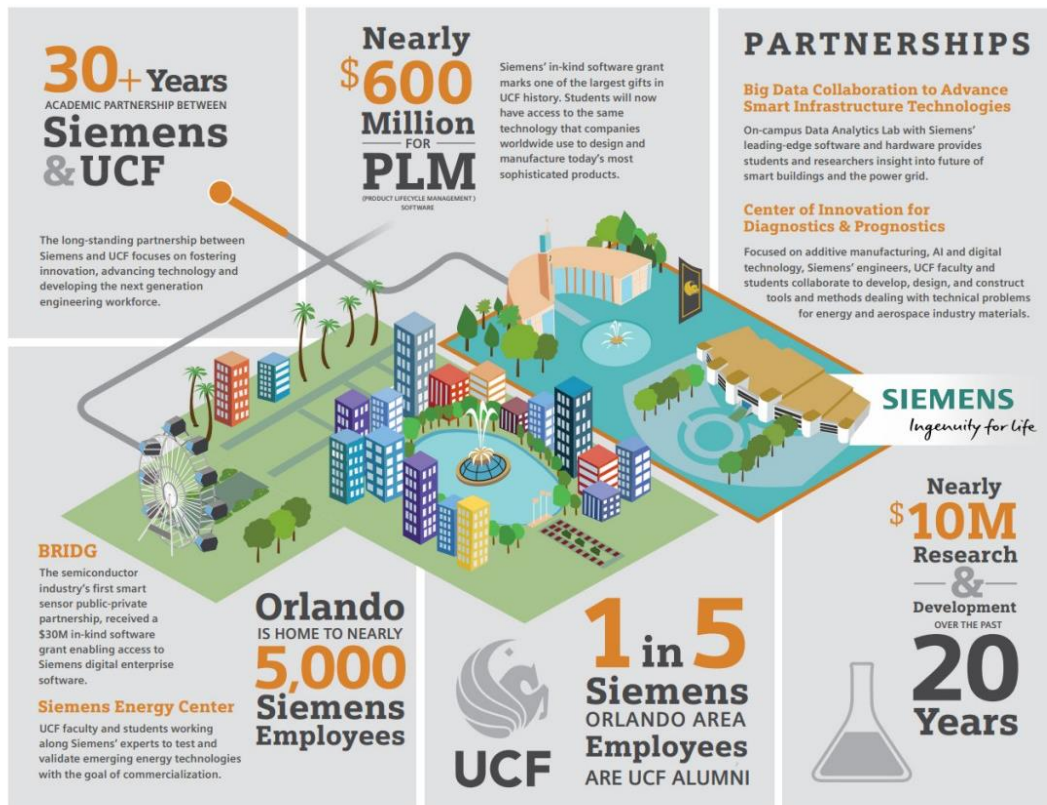 30+ Years
ACADEMIC PARTNERSHIP BETWEEN
Siemens
& UCF
The long-standing partnership between
Siemens and UCF focuses on fostering
innovation, advancing technology and
developing the next generation
engineering workforce.
Nearly
$600
Million
FOR
PLM
(PRODUCT LIFECYCLE MANAGEMENT)
SOFTWARE
Siemens' in-kind software grant
marks one of the largest gifts in
UCF history. Students will now
have access to the same
technology that companies
worldwide use to design and
manufacture today's most
sophisticated products.
PARTNERSHIPS
Big Data Collaboration to Advance
Smart Infrastructure Technologies
On-campus Data Analytics Lab with Siemens'
leading-edge software and hardware provides
students and researchers insight into future of
smart buildings and the power grid.
Center of Innovation for
Diagnostics & Prognostics
Focused on additive manufacturing, AI and digital
technology, Siemens' engineers, UCF faculty and
students collaborate to develop, design, and construct
tools and methods dealing with technical problems
for energy and aerospace industry materials.
SIEMENS
Ingenuity for life
BRIDG
The semiconductor
industry's first smart
sensor public-private
partnership, received a
$30M in-kind software
grant enabling access to
Siemens digital enterprise
software.
Siemens Energy Center
UCF faculty and students working
along Siemens' experts to test and
validate emerging energy technologies
with the goal of commercialization.
Orlando
IS HOME TO NEARLY
5,000
Siemens
Employees
UCF
1 in 5
Siemens
ORLANDO AREA
Employees
ARE UCF ALUMNI
Nearly
$10M
Research
&
Development
OVER THE PAST
20
Years